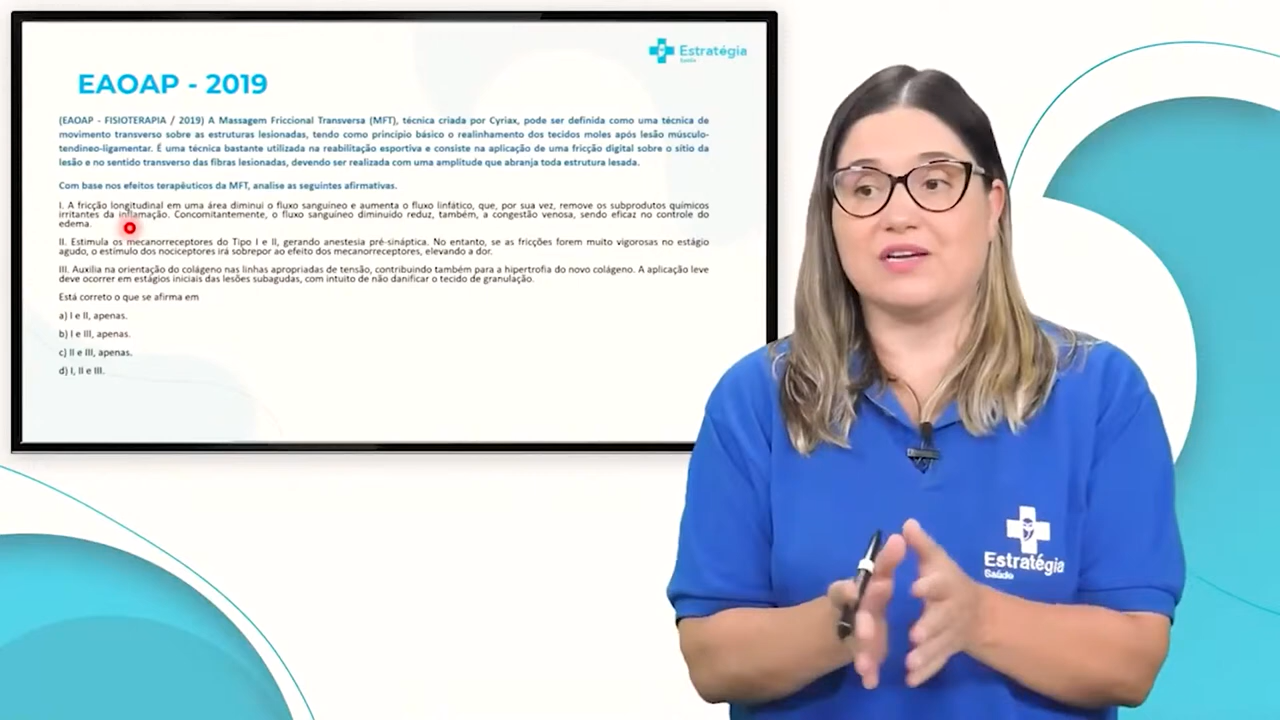 Estratégia
Saúde
EAOAP - 2019
(EAOAP - FISIOTERAPIA / 2019) A Massagem Friccional Transversa (MFT), técnica criada por Cyriax, pode ser definida como uma técnica de
movimento transverso sobre as estruturas lesionadas, tendo como princípio básico o realinhamento dos tecidos moles após lesão músculo-
tendineo-ligamentar. É uma técnica bastante utilizada na reabilitação esportiva e consiste na aplicação de uma fricção digital sobre o sítio da
lesão e no sentido transverso das fibras lesionadas, devendo ser realizada com uma amplitude que abranja toda estrutura lesada.
Com base nos efeitos terapêuticos da MFT, analise as seguintes afirmativas.
I. A fricção longitudinal em uma área diminui o fluxo sanguineo e aumenta o fluxo linfático, que, por sua vez, remove os subprodutos químicos
irritantes da inflamação. Concomitantemente, o fluxo sanguíneo diminuído reduz, também, a congestão venosa, sendo eficaz no controle do
edema.
II. Estimula os mecanorreceptores do Tipo I e II, gerando anestesia pré-sináptica. No entanto, se as fricções forem muito vigorosas no estágio
agudo, o estímulo dos nociceptores irá sobrepor ao efeito dos mecanorreceptores, elevando a dor.
III. Auxilia na orientação do colágeno nas linhas apropriadas de tensão, contribuindo também para a hipertrofia do novo colágeno. A aplicação leve
deve ocorrer em estágios iniciais das lesões subagudas, com intuito de não danificar o tecido de granulação.
Está correto o que se afirma em
a) I e II, apenas.
b) I e III, apenas.
c) II e III, apenas.
d) I, II e III.
Estratégia
Saúde